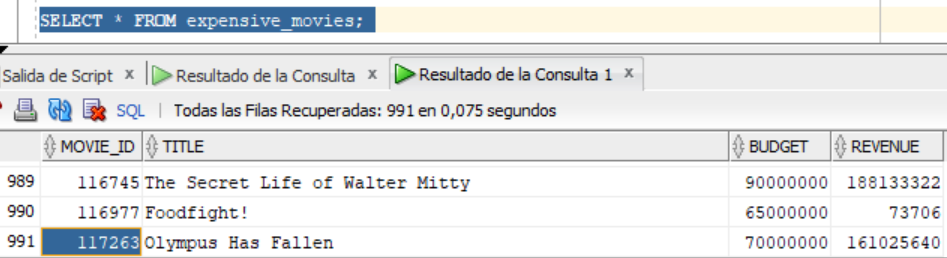 SELECT * FROM expensive_movies;
Salida de Script x Resultado de la Consulta x Resultado de la Consulta 1 x
SQL | Todas las Filas Recuperadas: 991 en 0,075 segundos
MOVIE_ID TITLE BUDGET REVENUE
989 116745 The Secret Life of Walter Mitty 90000000 188133322
990 116977 Foodfight! 65000000 73706
991 117263 Olympus Has Fallen 70000000 161025640